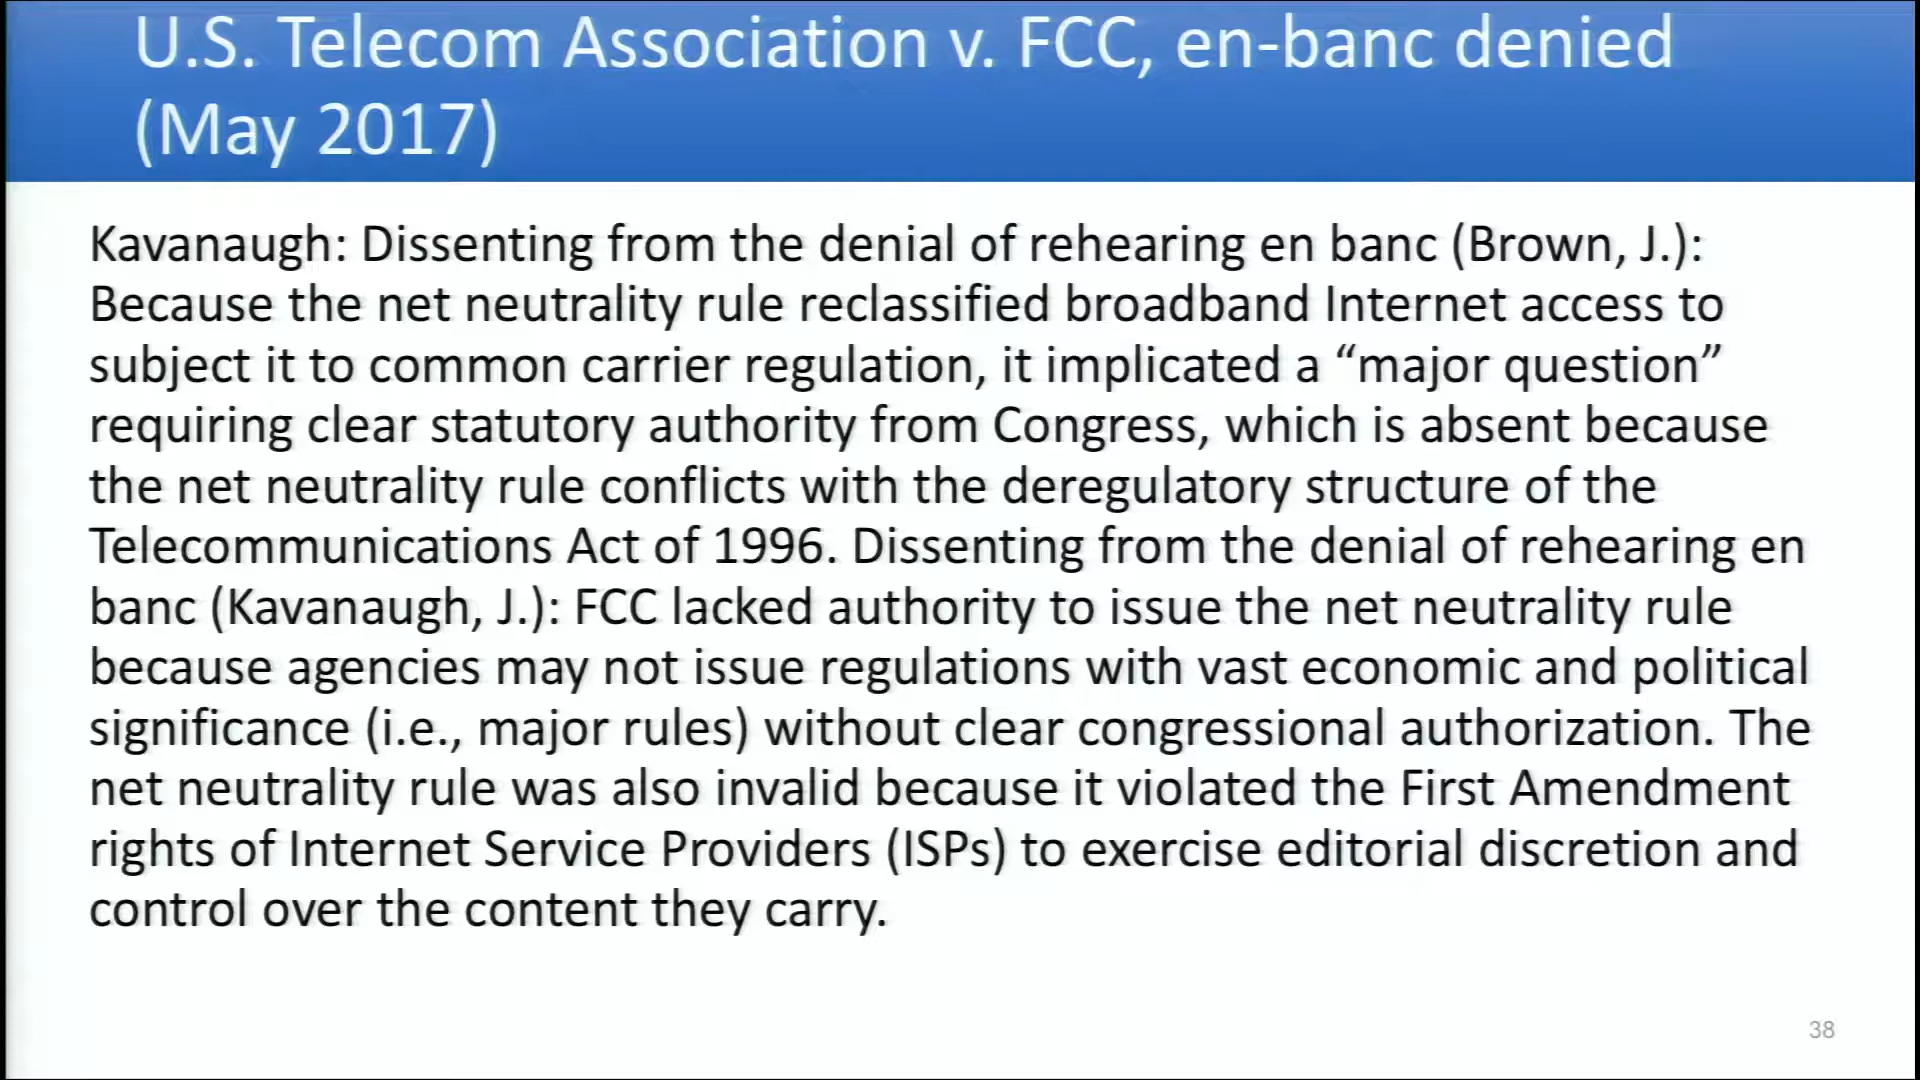 U.S. Telecom Association v. FCC, en-banc denied
(May 2017)
Kavanaugh: Dissenting from the denial of rehearing en banc (Brown, J.):
Because the net neutrality rule reclassified broadband Internet access to
subject it to common carrier regulation, it implicated a “major question”
requiring clear statutory authority from Congress, which is absent because
the net neutrality rule conflicts with the deregulatory structure of the
Telecommunications Act of 1996. Dissenting from the denial of rehearing en
banc (Kavanaugh, J.): FCC lacked authority to issue the net neutrality rule
because agencies may not issue regulations with vast economic and political
significance (i.e., major rules) without clear congressional authorization. The
net neutrality rule was also invalid because it violated the First Amendment
rights of Internet Service Providers (ISPs) to exercise editorial discretion and
control over the content they carry.
38